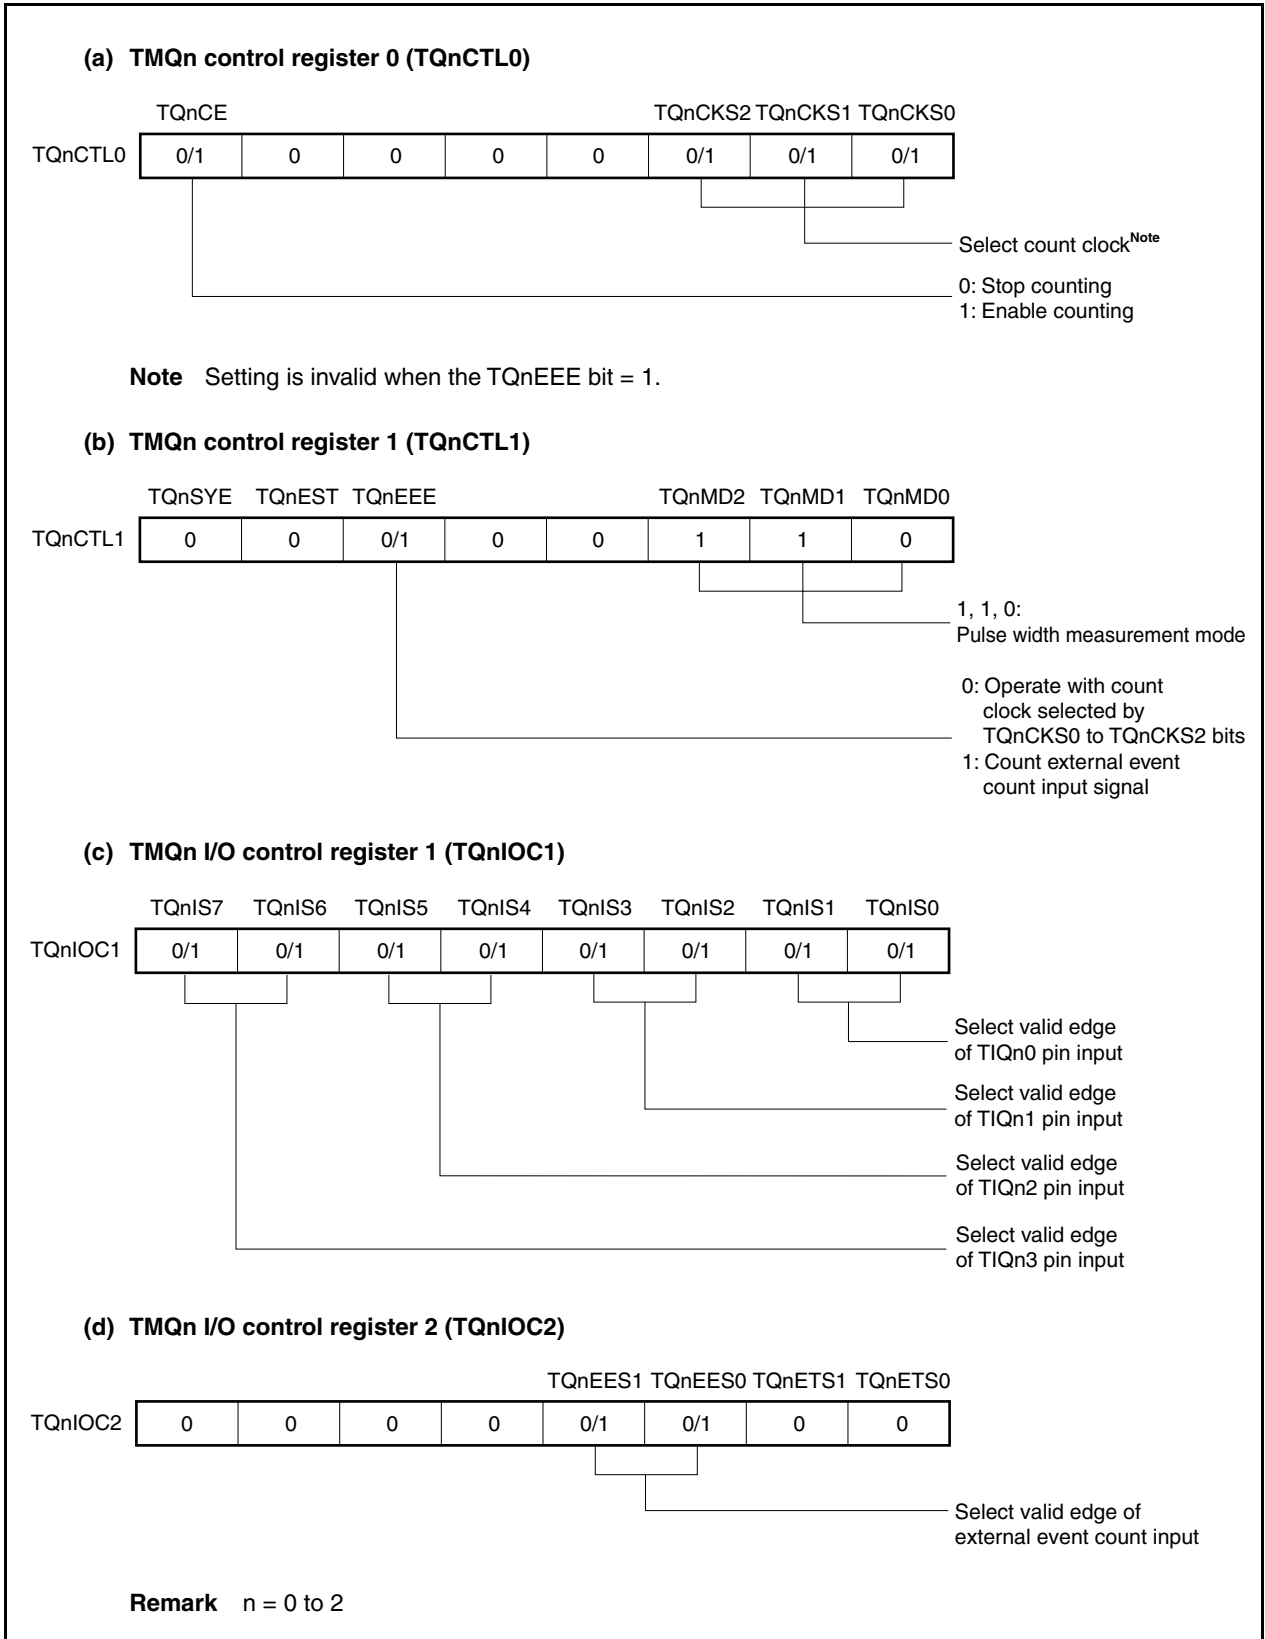 (a) TMQn control register 0 (TQnCTL0)
TQnCE TQnCKS2 TQnCKS1 TQnCKS0
TQnCTL0 0/1 0 0 0 0 0/1 0/1 0/1
Select count clockNote
0: Stop counting
1: Enable counting
Note Setting is invalid when the TQnEEE bit = 1.
(b) TMQn control register 1 (TQnCTL1)
TQnSYE TQnEST TQnEEE TQnMD2 TQnMD1 TQnMD0
TQnCTL1 0 0 0/1 0 0 1 1 0
1, 1, 0:
Pulse width measurement mode
0: Operate with count
clock selected by
TQnCKS0 to TQnCKS2 bits
1: Count external event
count input signal
(c) TMQn I/O control register 1 (TQnIOC1)
TQnIS7 TQnIS6 TQnIS5 TQnIS4 TQnIS3 TQnIS2 TQnIS1 TQnIS0
TQnIOC1 0/1 0/1 0/1 0/1 0/1 0/1 0/1 0/1
Select valid edge
of TIQn0 pin input
Select valid edge
of TIQn1 pin input
Select valid edge
of TIQn2 pin input
Select valid edge
of TIQn3 pin input
(d) TMQn I/O control register 2 (TQnIOC2)
TQnEES1 TQnEES0 TQnETS1 TQnETS0
TQnIOC2 0 0 0 0 0/1 0/1 0 0
Select valid edge of
external event count input
Remark n = 0 to 2